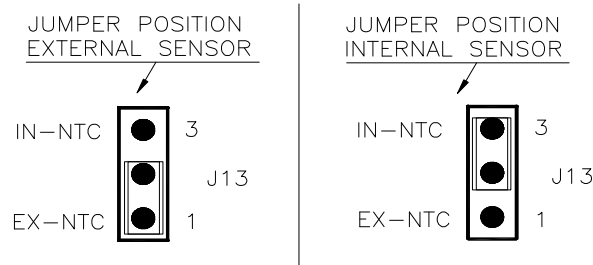 JUMPER POSITION
EXTERNAL SENSOR
IN-NTC 3
J13
EX-NTC 1
JUMPER POSITION
INTERNAL SENSOR
IN-NTC 3
J13
EX-NTC 1